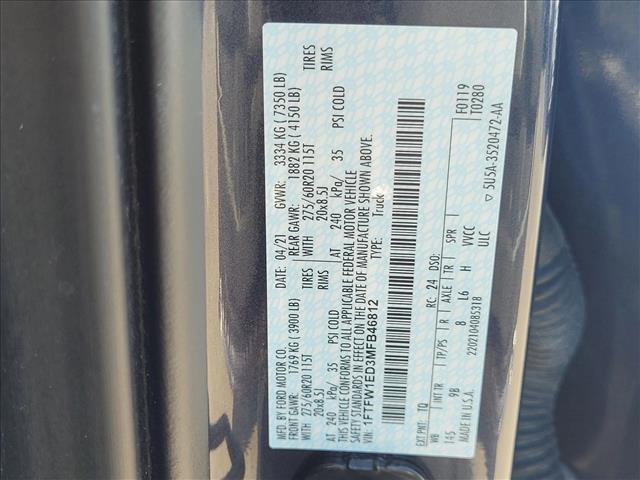 MFD. BY FORD MOTOR CO. DATE: 04/21 GVWR: 3334 KG ( 7350 LB)
FRONT GAWR: 1769 KG ( 3900 LB) REAR GAWR: 1882 KG ( 4150 LB)
WITH 275/60R20 115T TIRES WITH 275/60R20 115T TIRES
20x8.5J RIMS 20x8.5J RIMS
AT 240 kPa/ 35 PSI COLD AT 240 kPa/ 35 PSI COLD
THIS VEHICLE CONFORMS TO ALL APPLICABLE FEDERAL MOTOR VEHICLE
SAFETY STANDARDS IN EFFECT ON THE DATE OF MANUFACTURE SHOWN ABOVE.
VIN: 1FTFW1ED3MFB46812 TYPE: Truck
F0119
T0280
EXT PNT: TQ RC: 24 DSO:
WB INT TR TP/PS R AXLE TR SPR
145 9B 8 L6 H VVCC
MADE IN U.S.A. 2202104085318 ULC ▽ 5U5A-3520472-AA